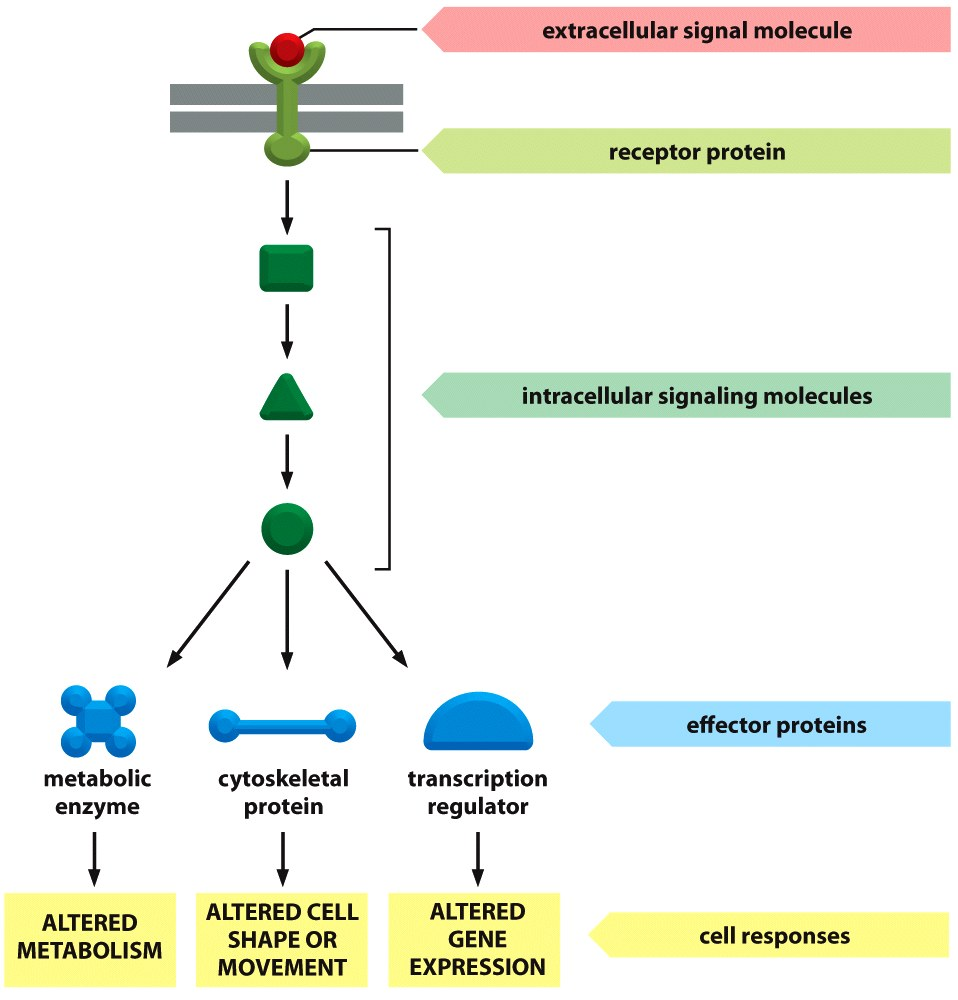 extracellular signal molecule
receptor protein
intracellular signaling molecules
effector proteins
metabolic
enzyme
cytoskeletal
protein
transcription
regulator
ALTERED
METABOLISM
ALTERED CELL
SHAPE OR
MOVEMENT
ALTERED
GENE
EXPRESSION
cell responses